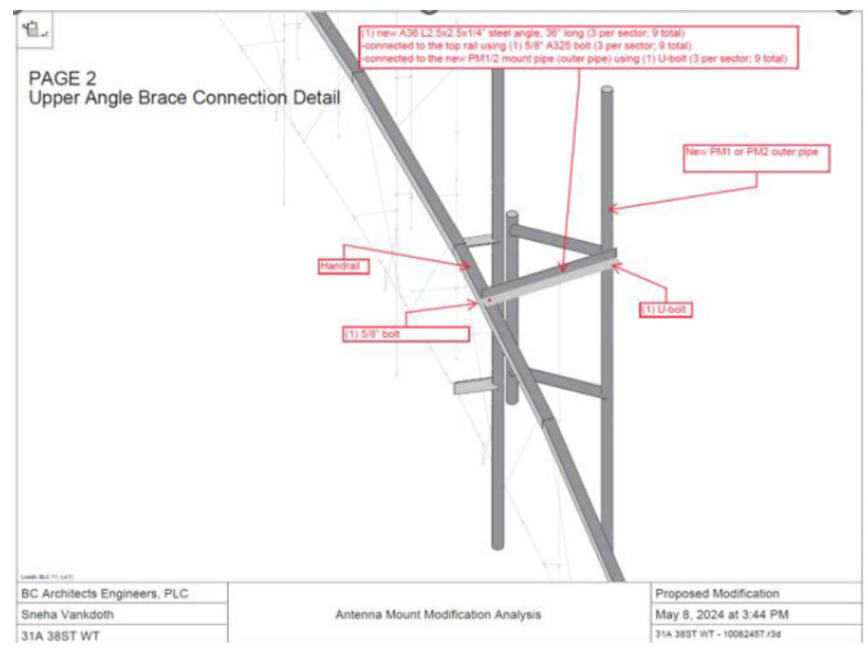 (1) new A36 L2.5x2.5x1/4" steel angle, 36" long (3 per sector; 9 total)
-connected to the top rail using (1) 5/8" A325 bolt (3 per sector; 9 total)
-connected to the new PM1/2 mount pipe (outer pipe) using (1) U-bolt (3 per sector; 9 total)
PAGE 2
Upper Angle Brace Connection Detail
New PM1 or PM2 outer pipe
Handrail
(1) U-bolt
(1) 5/8" bolt
BC Architects Engineers, PLC
Sneha Vankdoth
31A 38ST WT
Antenna Mount Modification Analysis
Proposed Modification
May 8, 2024 at 3:44 PM
31A 38ST WT - 10082457.r3d